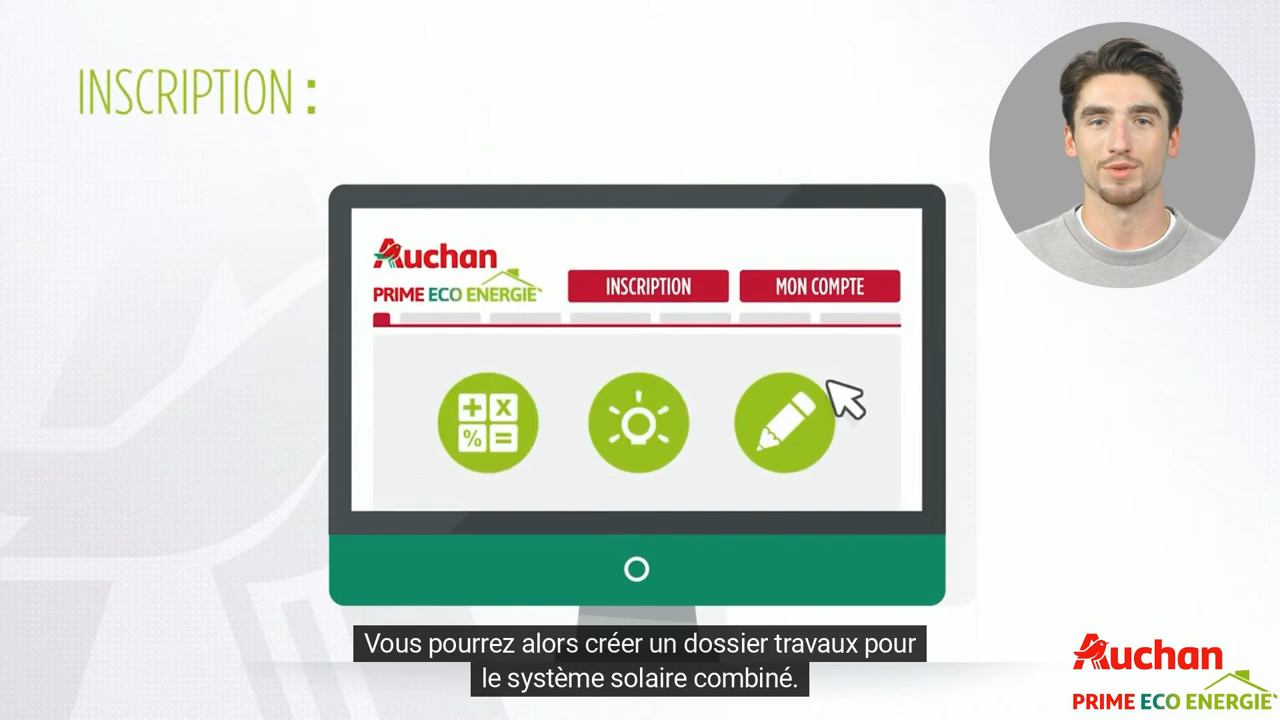 INSCRIPTION :
Auchan
PRIME ECO ENERGIE
INSCRIPTION
MON COMPTE
+ x
% =
Vous pourrez alors créer un dossier travaux pour
le système solaire combiné.
Auchan
PRIME ECO ENERGIE